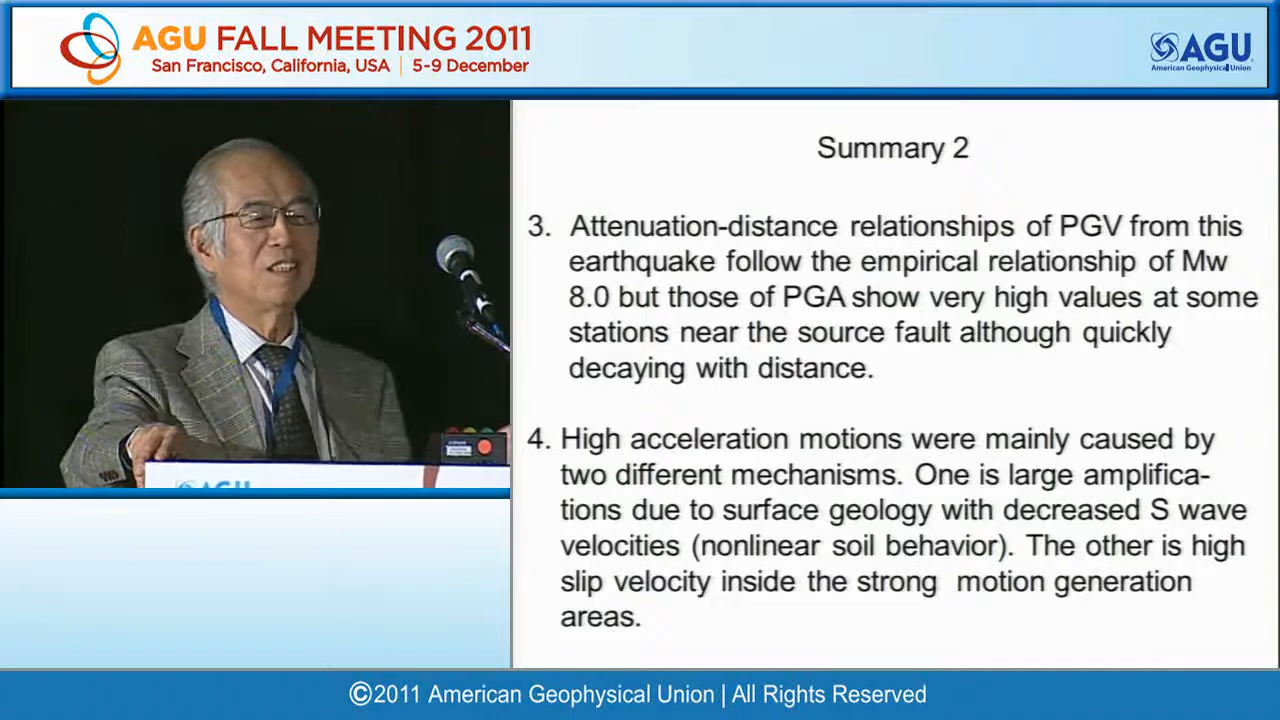 AGU FALL MEETING 2011
San Francisco, California, USA | 5-9 December
AGU
American Geophysical Union
Summary 2
3. Attenuation-distance relationships of PGV from this
earthquake follow the empirical relationship of Mw
8.0 but those of PGA show very high values at some
stations near the source fault although quickly
decaying with distance.
4. High acceleration motions were mainly caused by
two different mechanisms. One is large amplifica-
tions due to surface geology with decreased S wave
velocities (nonlinear soil behavior). The other is high
slip velocity inside the strong motion generation
areas.
AGU
©2011 American Geophysical Union | All Rights Reserved